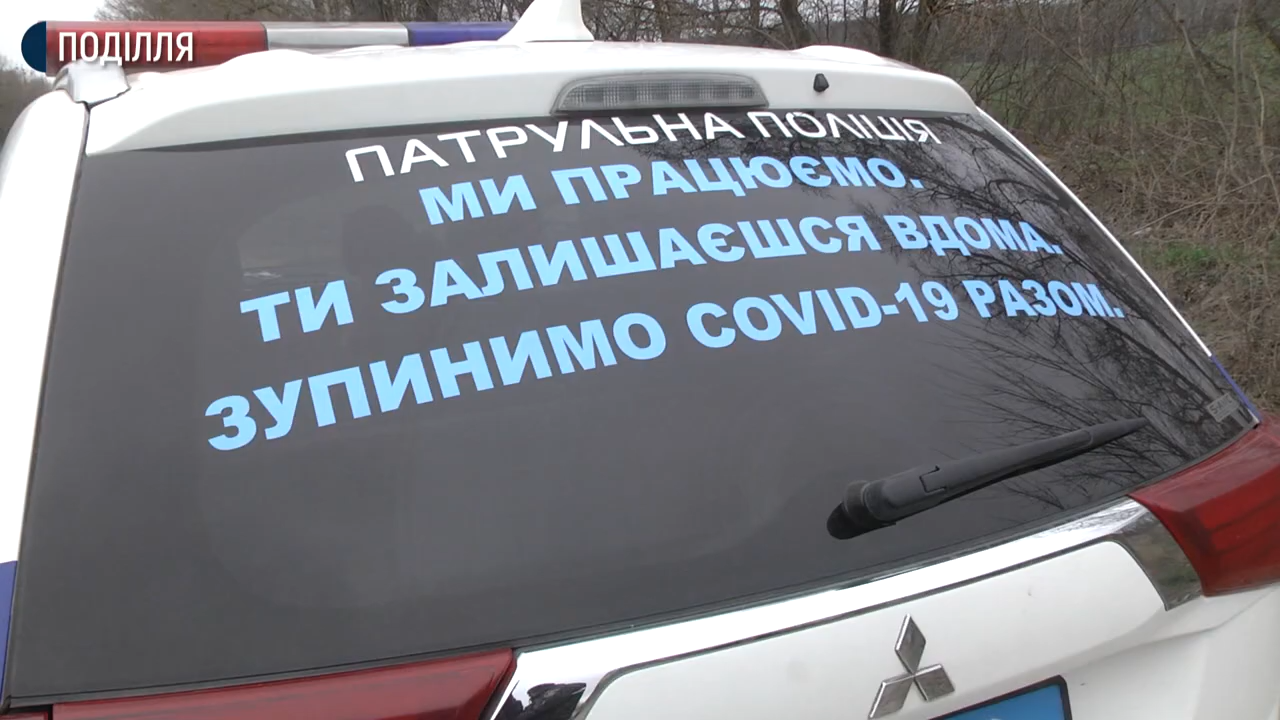 ПОДІЛЛЯ
ПАТРУЛЬНА ПОЛІЦІЯ
МИ ПРАЦЮЄМО.
ТИ ЗАЛИШАЄШСЯ ВДОМА.
ЗУПИНИМО COVID-19 РАЗОМ.